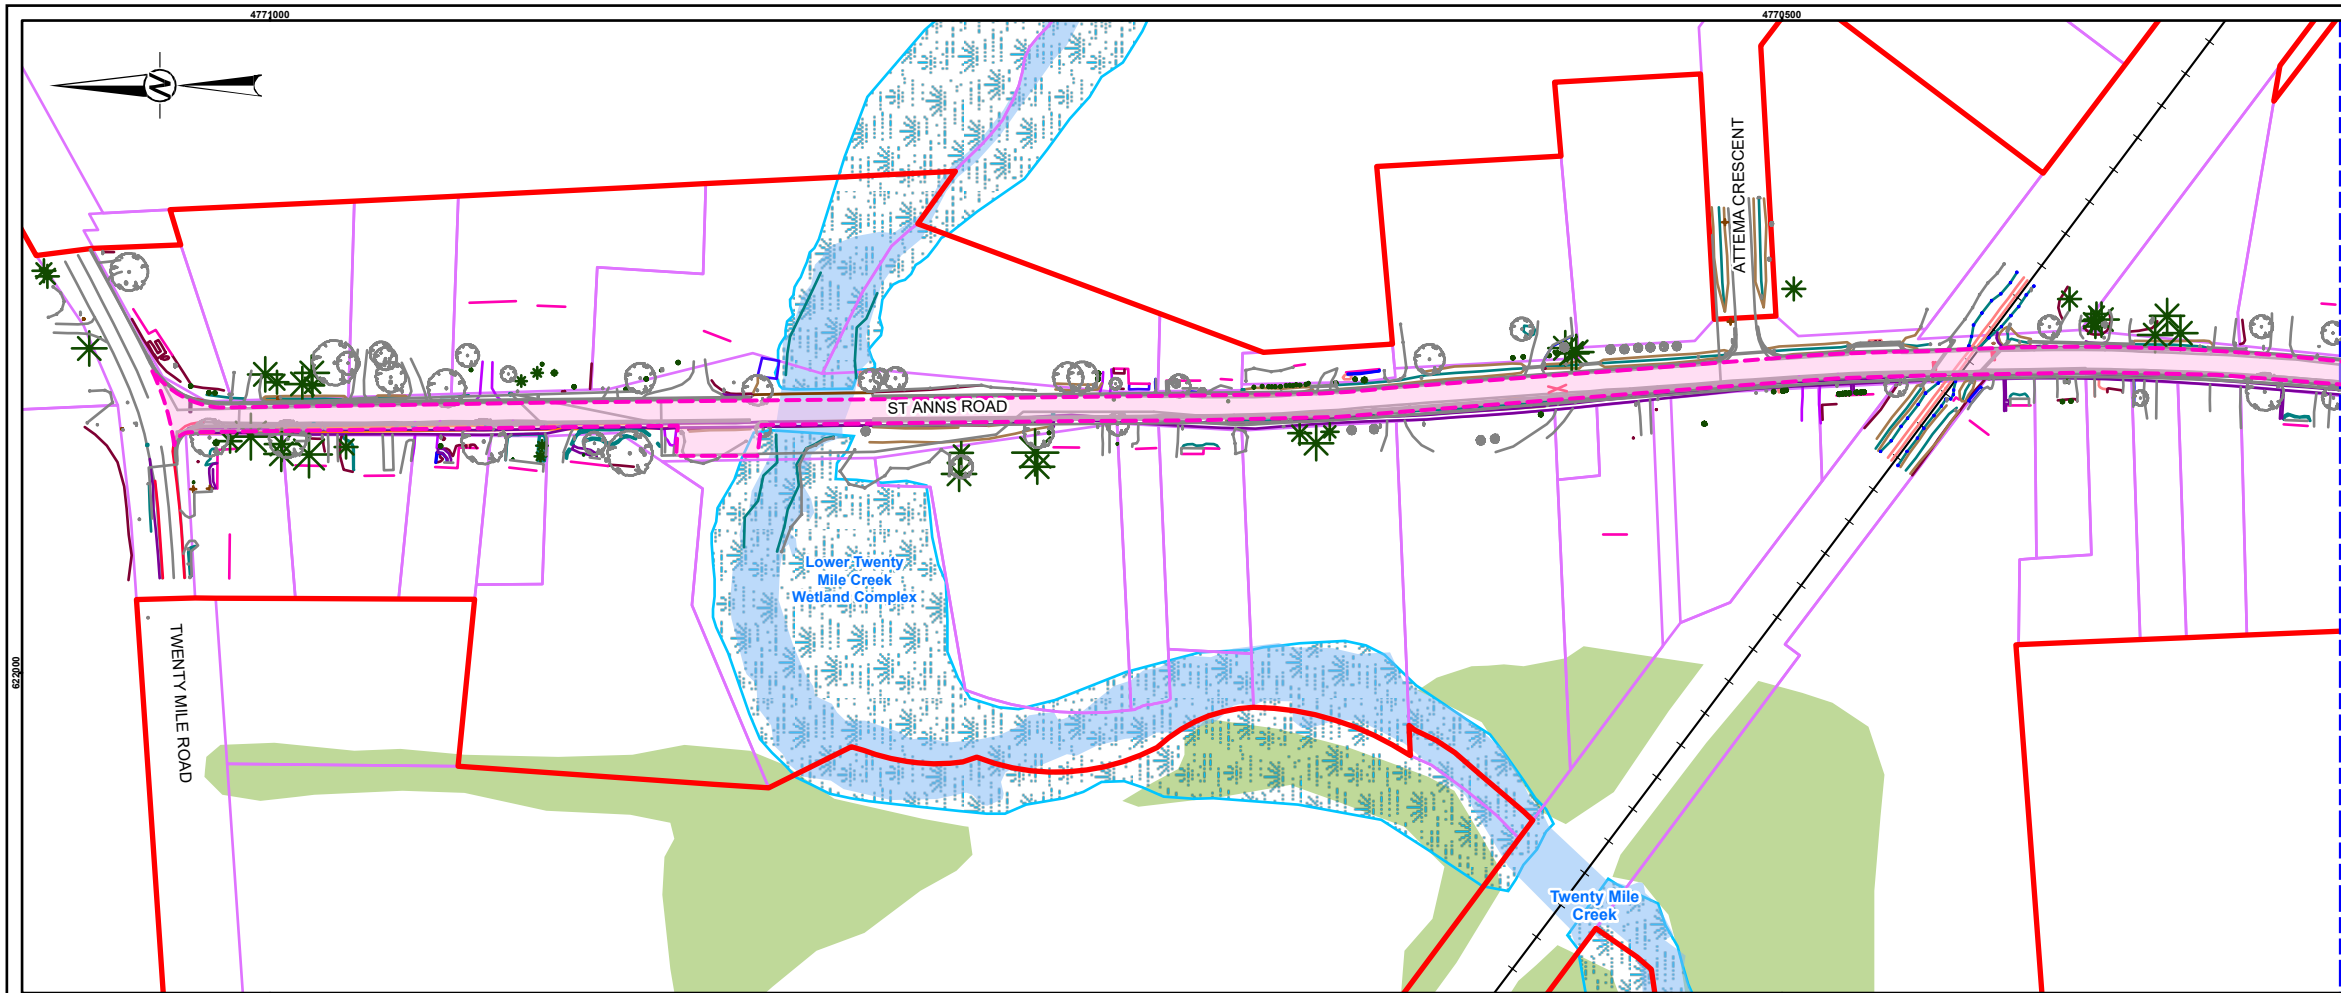 4771000
4770500
N
ATTEMA CRESCENT
ST ANNS ROAD
Lower Twenty
Mile Creek
Wetland Complex
622000
TWENTY MILE ROAD
Twenty Mile
Creek